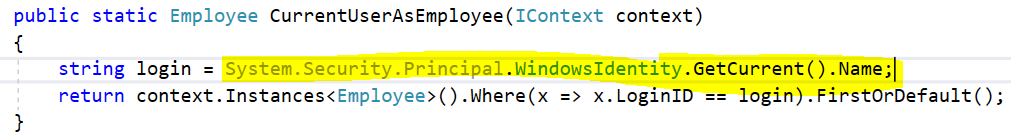 public static Employee CurrentUserAsEmployee(IContext context)
{
string login = System.Security.Principal.WindowsIdentity.GetCurrent().Name;
return context.Instances<Employee>().Where(x => x.LoginID == login).FirstOrDefault();
}